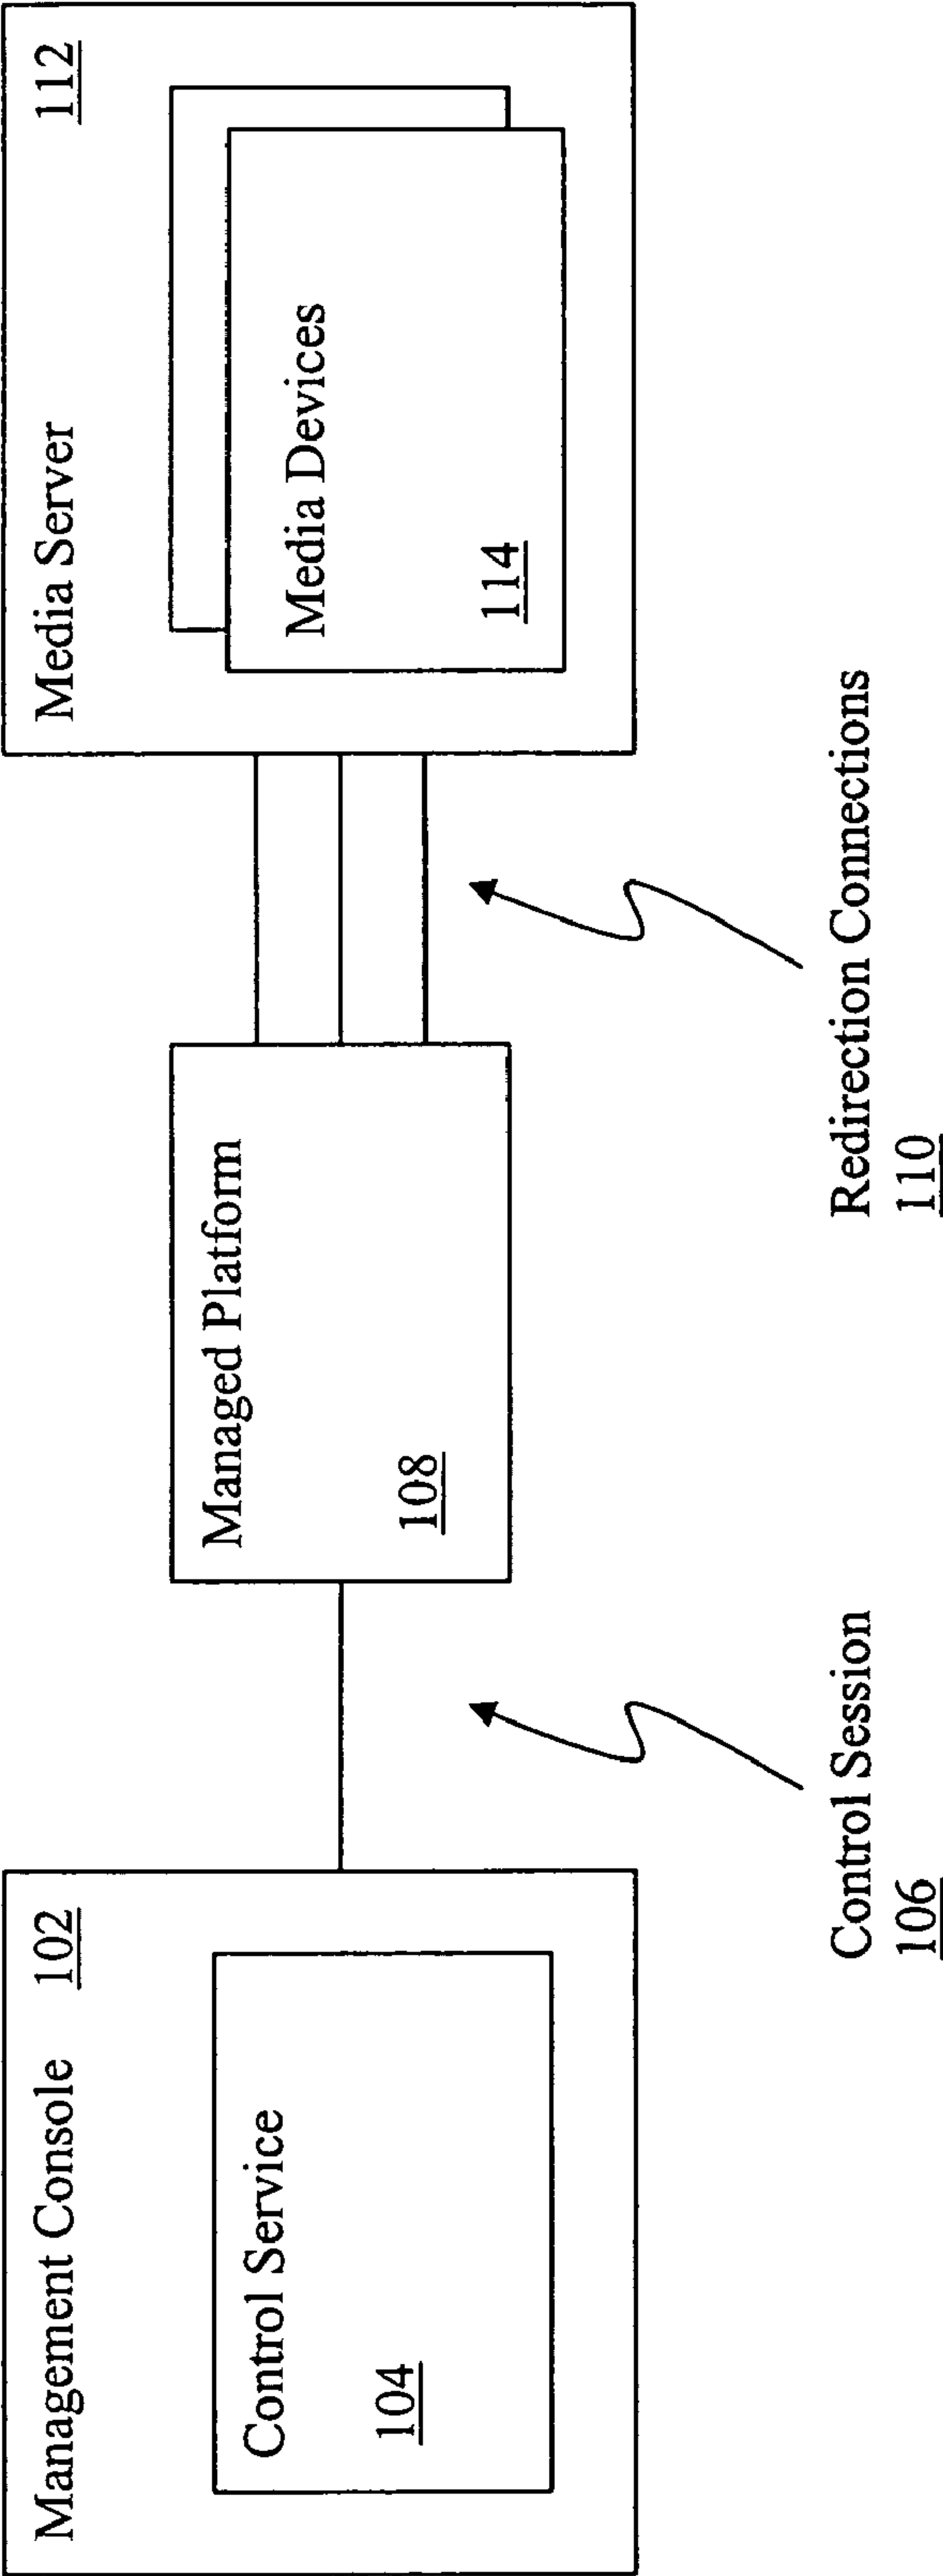 Management Console
102
Control Service
104
Control Session
106
Managed Platform
108
Redirection Connections
110
Media Server
112
Media Devices
114